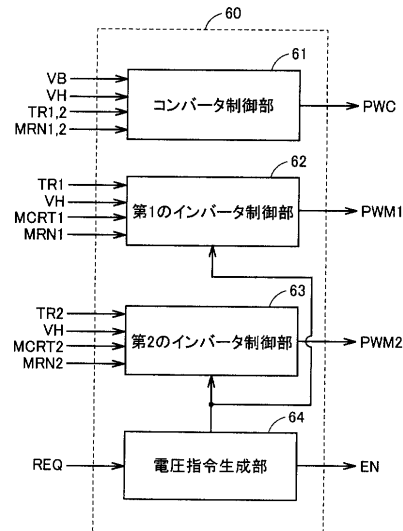 60
61
VB
VH
TR1,2
MRN1,2
コンバータ制御部
PWC
62
TR1
VH
MCRT1
MRN1
第1のインバータ制御部
PWM1
63
TR2
VH
MCRT2
MRN2
第2のインバータ制御部
PWM2
64
REQ
電圧指令生成部
EN